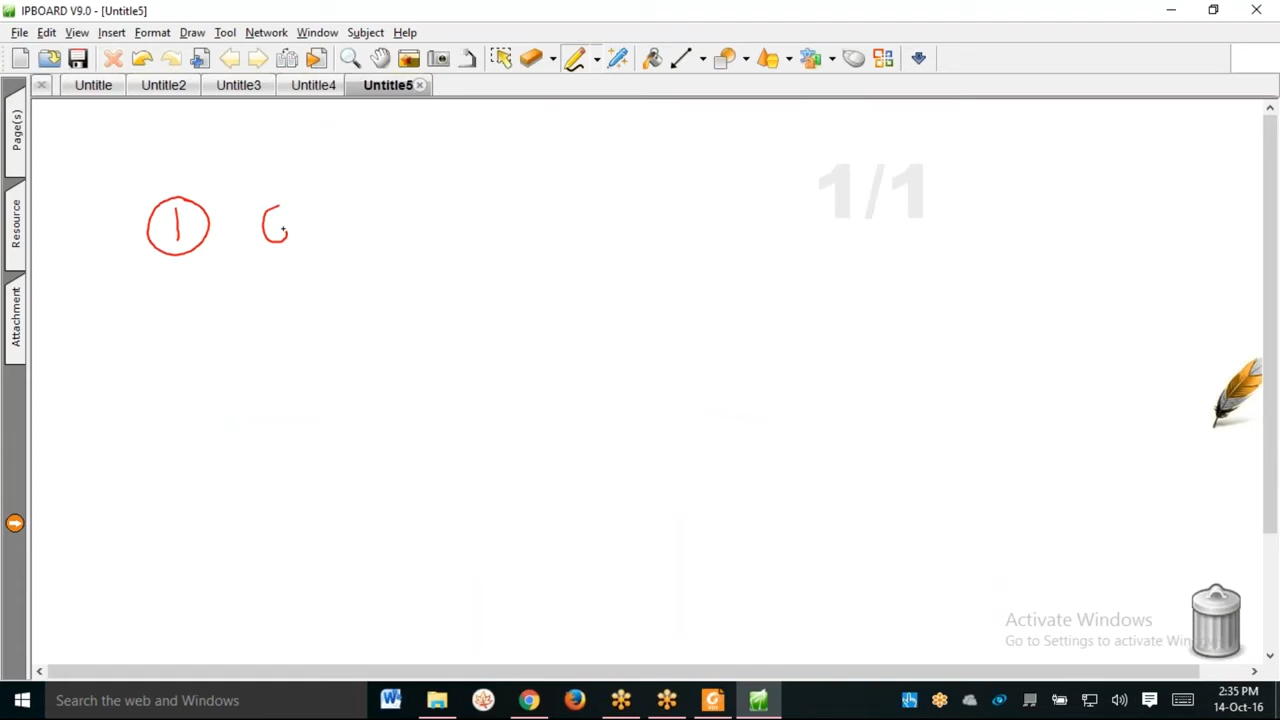 IPBOARD V9.0 - [Untitle5]
File Edit View Insert Format Draw Tool Network Window Subject Help
Untitle Untitle2 Untitle3 Untitle4 Untitle5
Page(s)
Resource
Attachment
1/1
1
Activate Windows
Go to Settings to activate Win
Search the web and Windows
2:35 PM
14-Oct-16